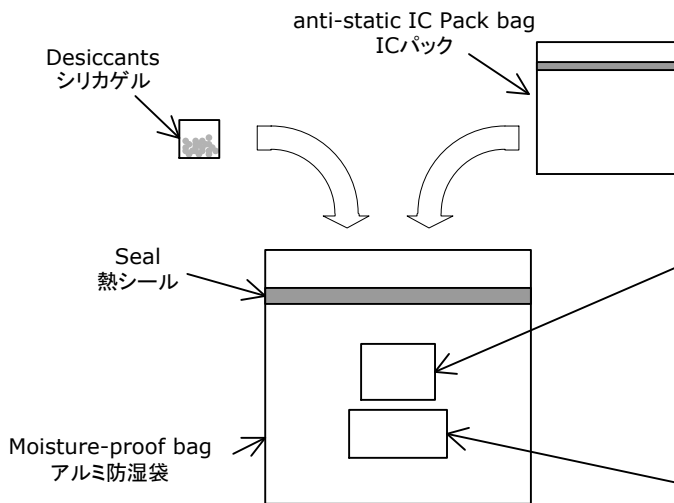 anti-static IC Pack bag
ICパック
Desiccants
シリカゲル
Seal
熱シール
Moisture-proof bag
アルミ防湿袋